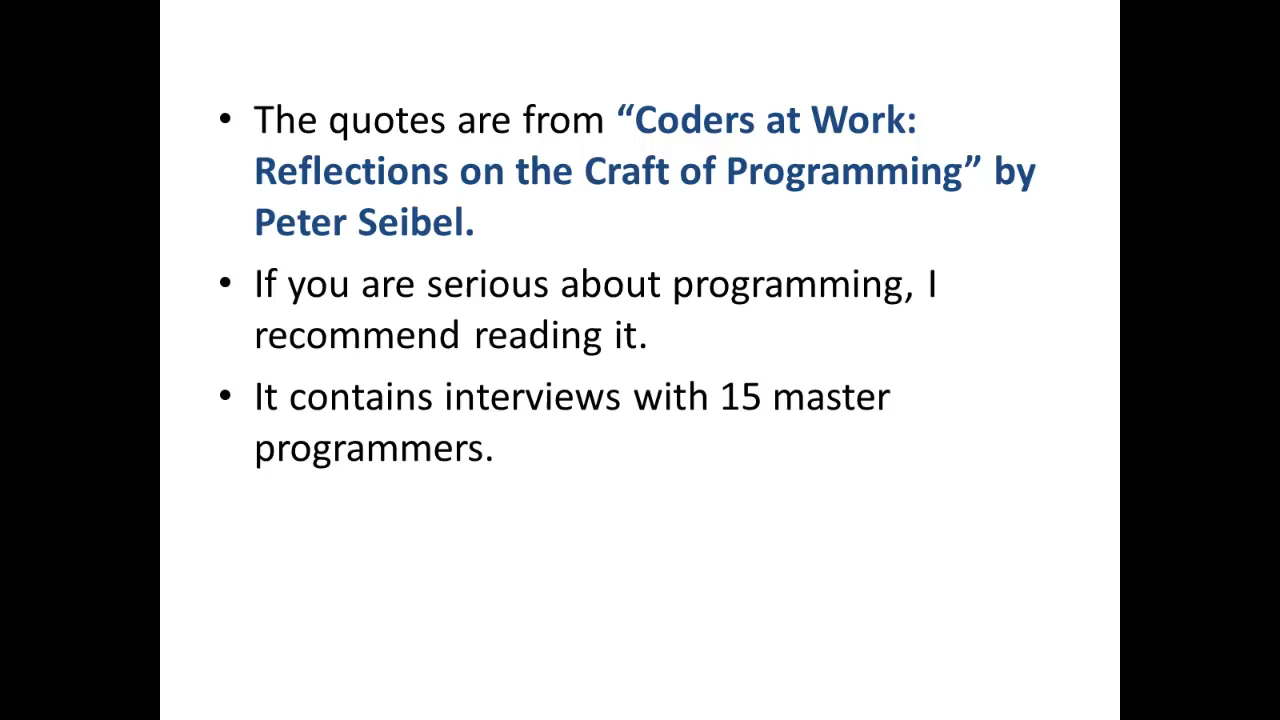 • The quotes are from “Coders at Work:
Reflections on the Craft of Programming” by
Peter Seibel.
• If you are serious about programming, I
recommend reading it.
• It contains interviews with 15 master
programmers.